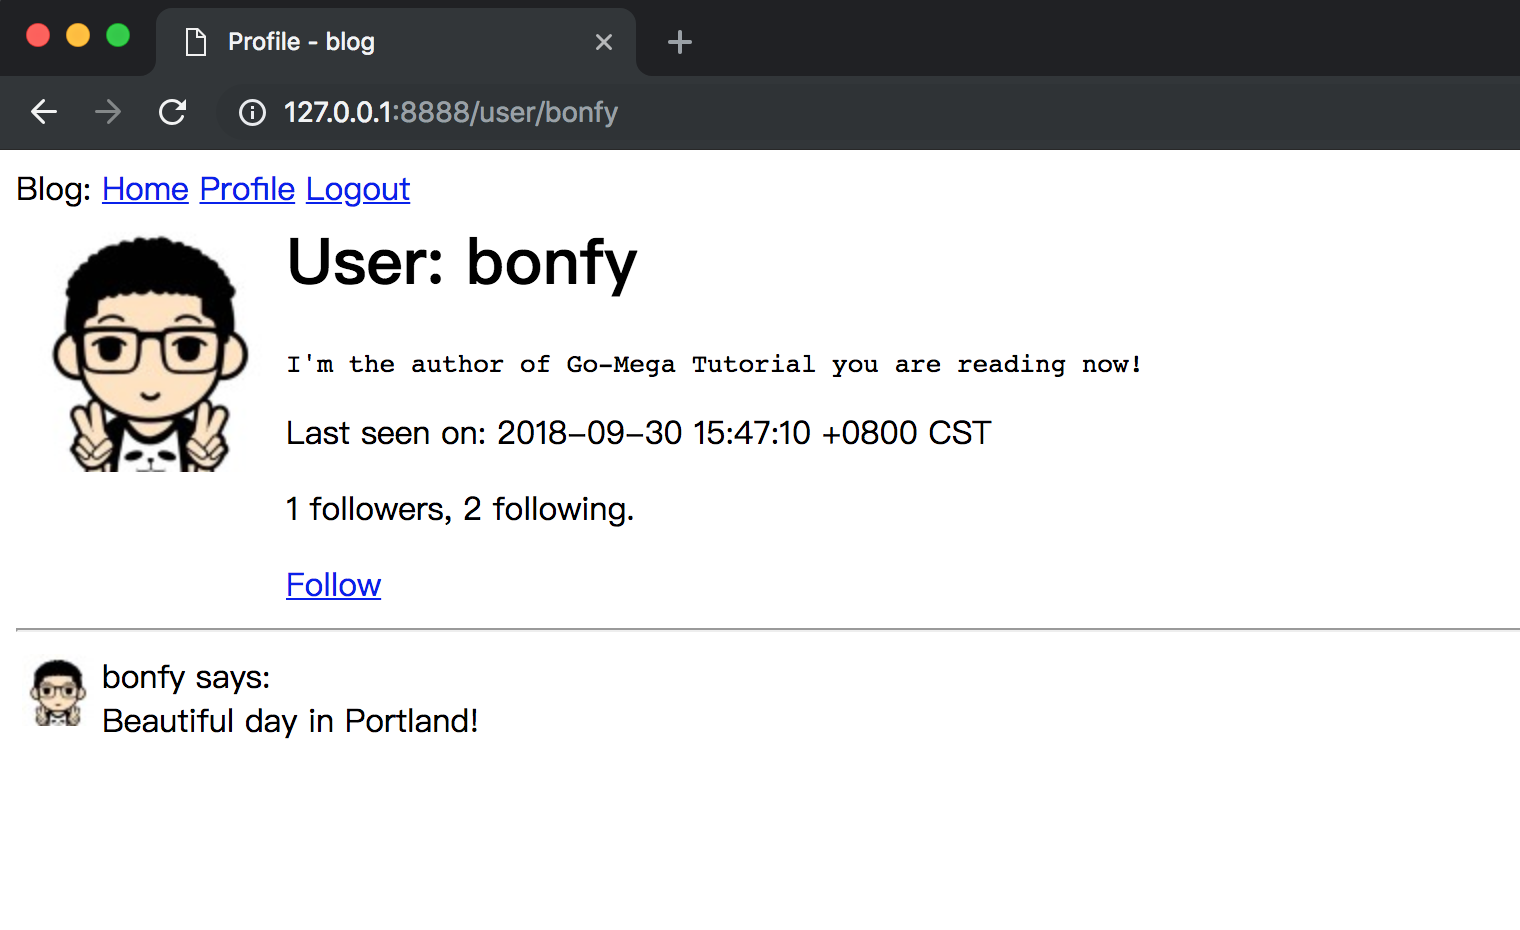 Profile - blog
127.0.0.1:8888/user/bonfy
Blog: Home Profile Logout
User: bonfy
I'm the author of Go-Mega Tutorial you are reading now!
Last seen on: 2018-09-30 15:47:10 +0800 CST
1 followers, 2 following.
Follow
bonfy says:
Beautiful day in Portland!